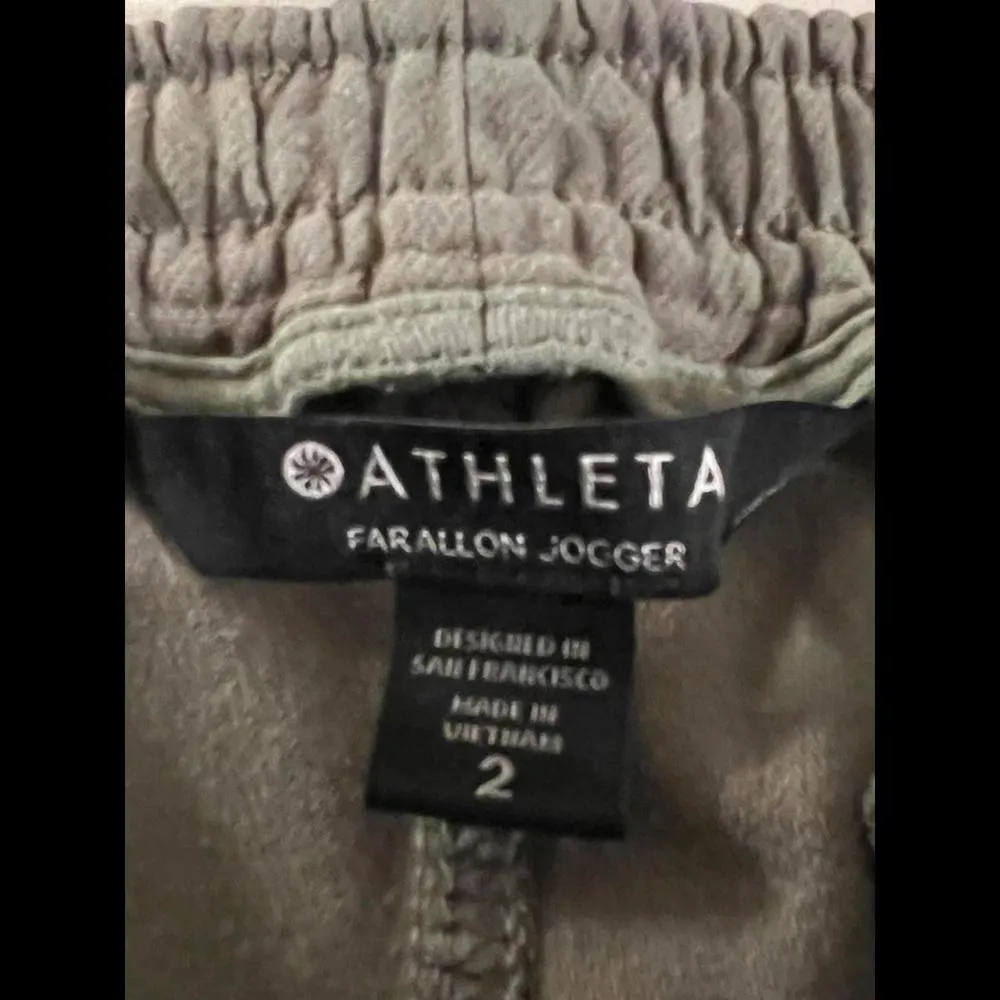 ATHLETA
FARALLON JOGGER
DESIGNED IN
SAN FRANCISCO
MADE IN
VIETNAM
2